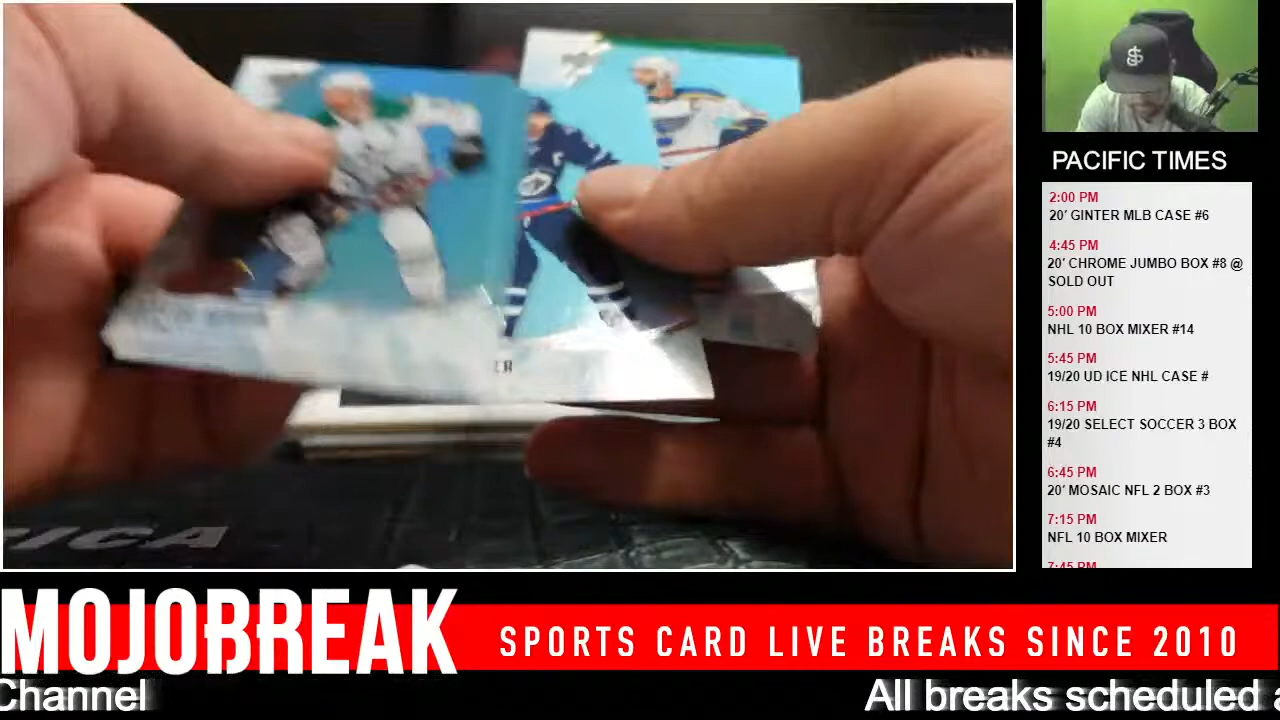 PACIFIC TIMES
2:00 PM
20' GINTER MLB CASE #6
4:45 PM
20' CHROME JUMBO BOX #8 @
SOLD OUT
5:00 PM
NHL 10 BOX MIXER #14
5:45 PM
19/20 UD ICE NHL CASE #
6:15 PM
19/20 SELECT SOCCER 3 BOX
#4
6:45 PM
20' MOSAIC NFL 2 BOX #3
7:15 PM
NFL 10 BOX MIXER
7:45 PM
MOJOBREAK
SPORTS CARD LIVE BREAKS SINCE 2010
Channel
All breaks scheduled